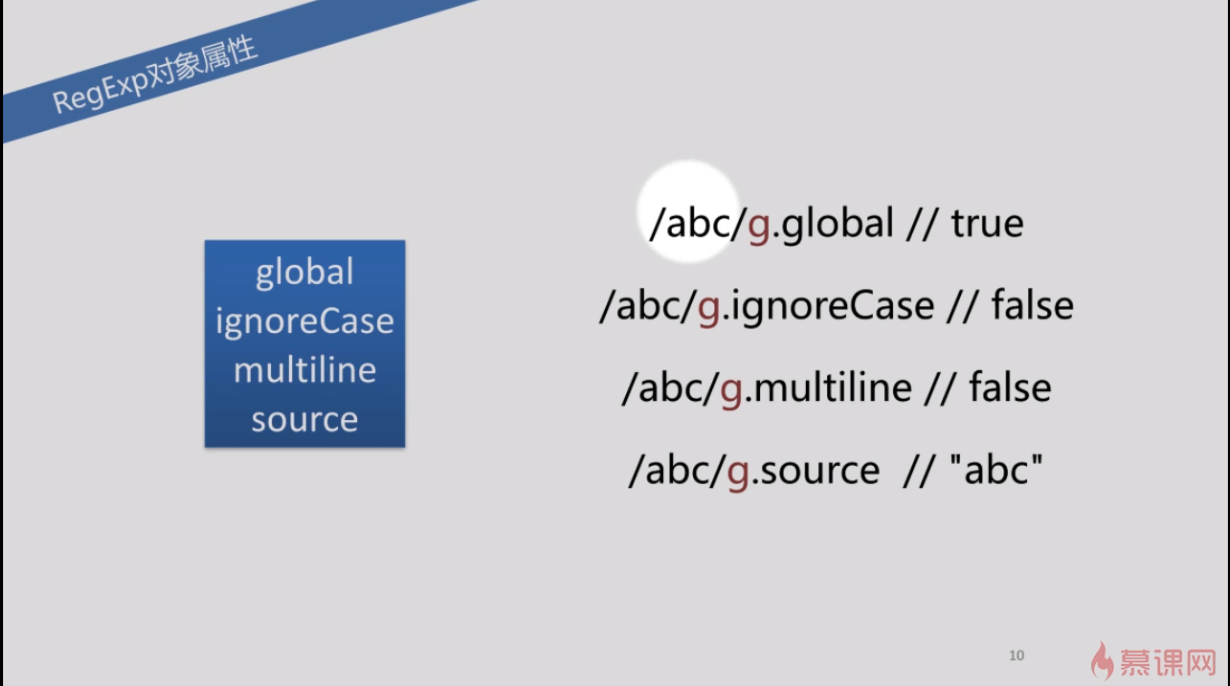 RegExp对象属性
global
ignoreCase
multiline
source
/abc/g.global // true
/abc/g.ignoreCase // false
/abc/g.multiline // false
/abc/g.source // "abc"
10
慕课网